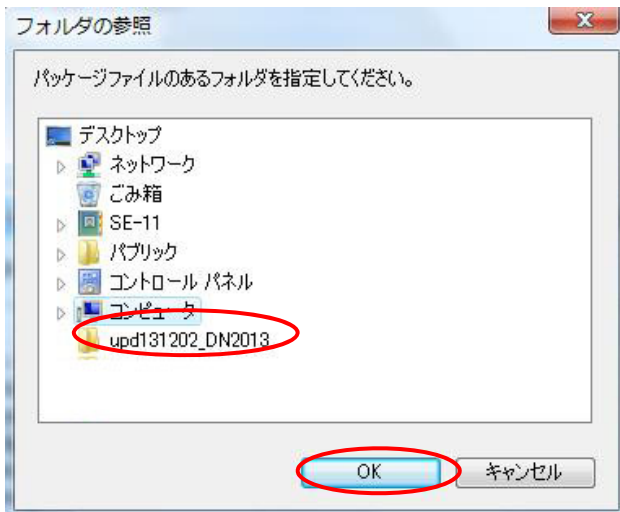 フォルダの参照
パッケージファイルのあるフォルダを指定してください。
デスクトップ
ネットワーク
ごみ箱
SE-11
パブリック
コントロール パネル
コンピュータ
upd131202_DN2013
OK
キャンセル